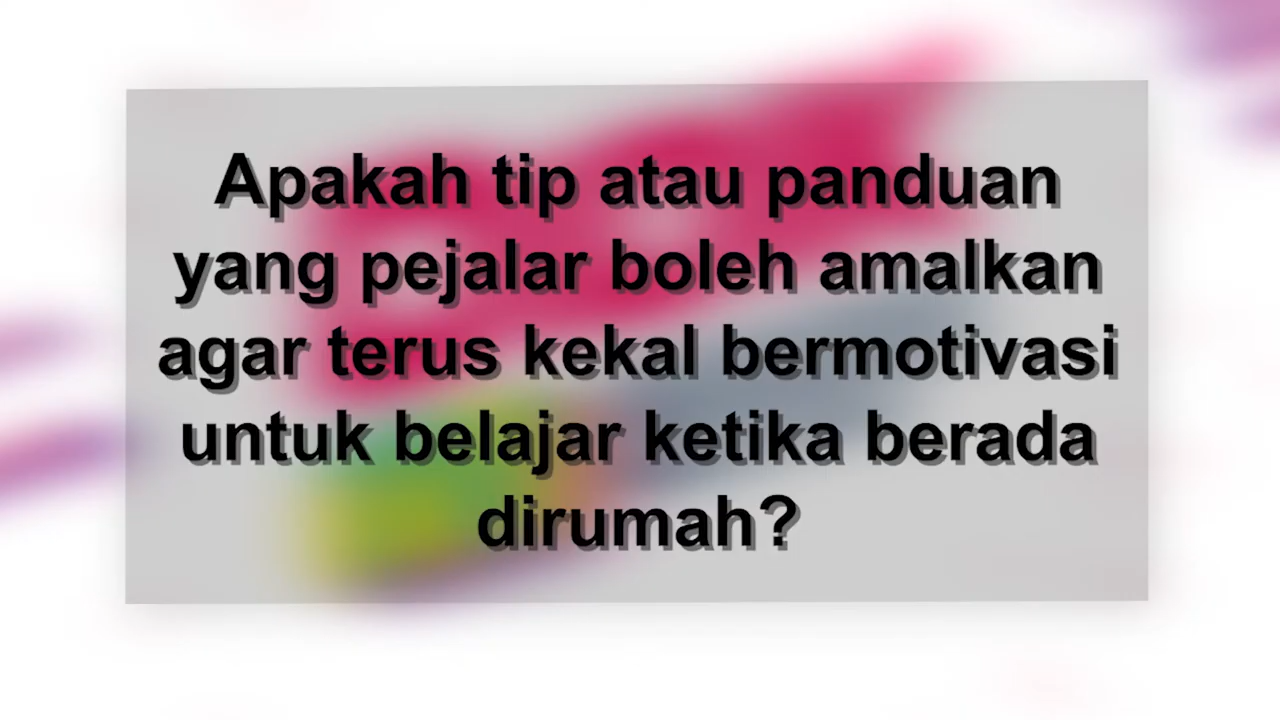 Apakah tip atau panduan
yang pejalar boleh amalkan
agar terus kekal bermotivasi
untuk belajar ketika berada
dirumah?